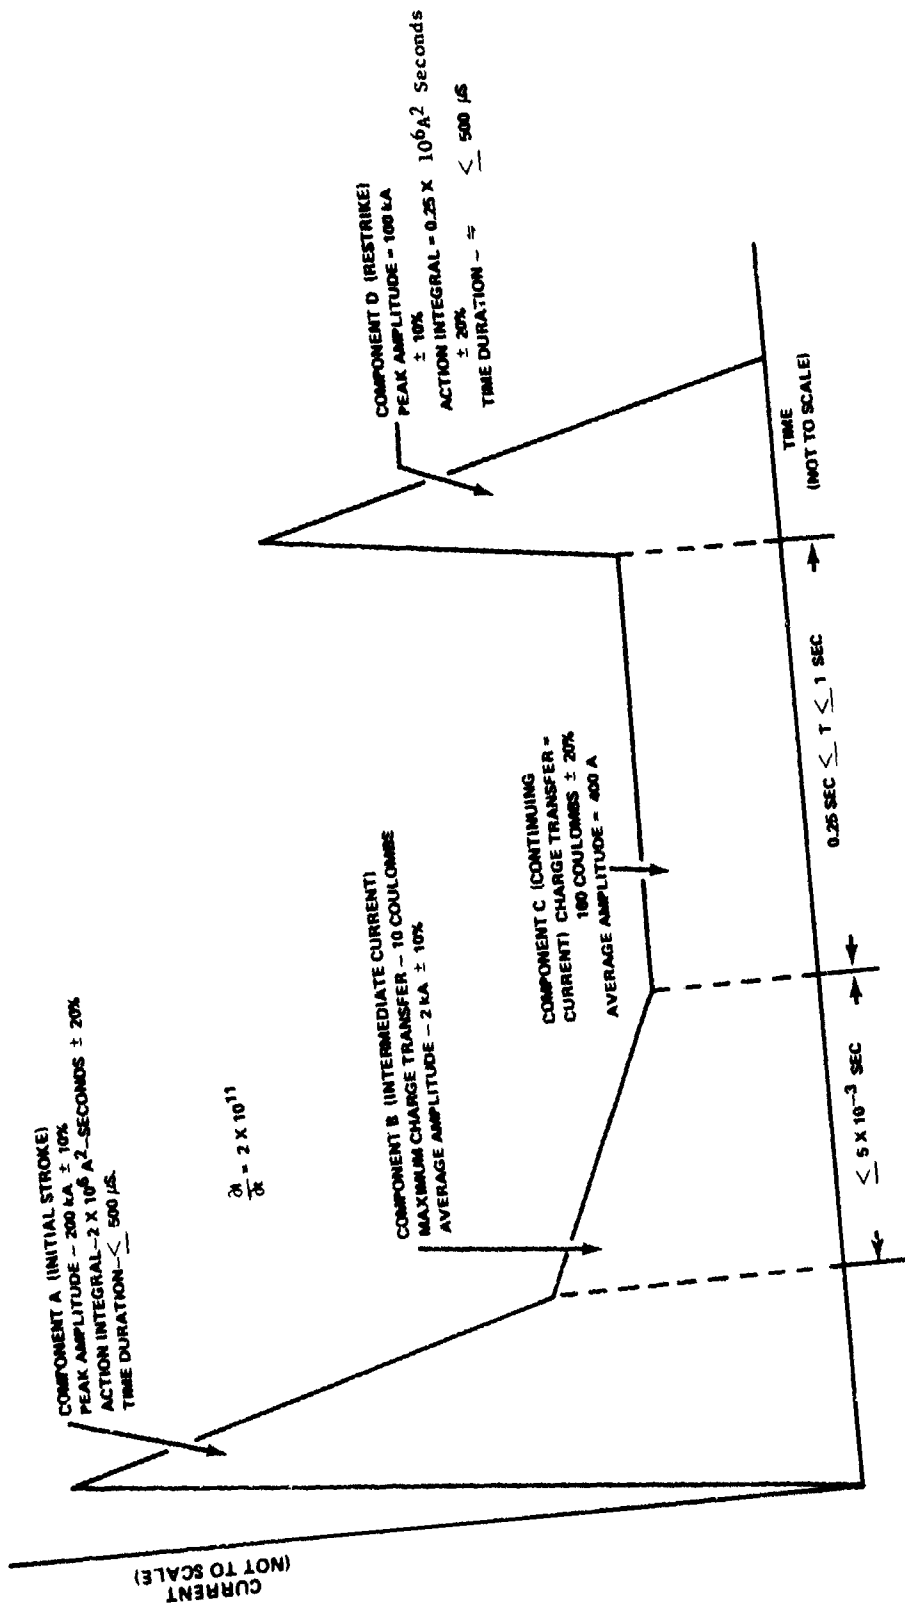 CURRENT
(NOT TO SCALE)
COMPONENT A (INITIAL STROKE)
PEAK AMPLITUDE – 200 kA ± 10%
ACTION INTEGRAL–2 X 10⁶ A²–SECONDS ± 20%
TIME DURATION–≤ 500 µS.
∂i/∂t = 2 X 10¹¹
COMPONENT B (INTERMEDIATE CURRENT)
MAXIMUM CHARGE TRANSFER – 10 COULOMBS
AVERAGE AMPLITUDE – 2 kA ± 10%
COMPONENT C (CONTINUING
CURRENT) CHARGE TRANSFER =
180 COULOMBS ± 20%
AVERAGE AMPLITUDE = 400 A
COMPONENT D (RESTRIKE)
PEAK AMPLITUDE = 100 kA
± 10%
ACTION INTEGRAL = 0.25 X 10⁶A² Seconds
± 20%
TIME DURATION – = ≤ 500 µS
≤ 5 X 10⁻³ SEC
0.25 SEC ≤ T ≤ 1 SEC
TIME
(NOT TO SCALE)